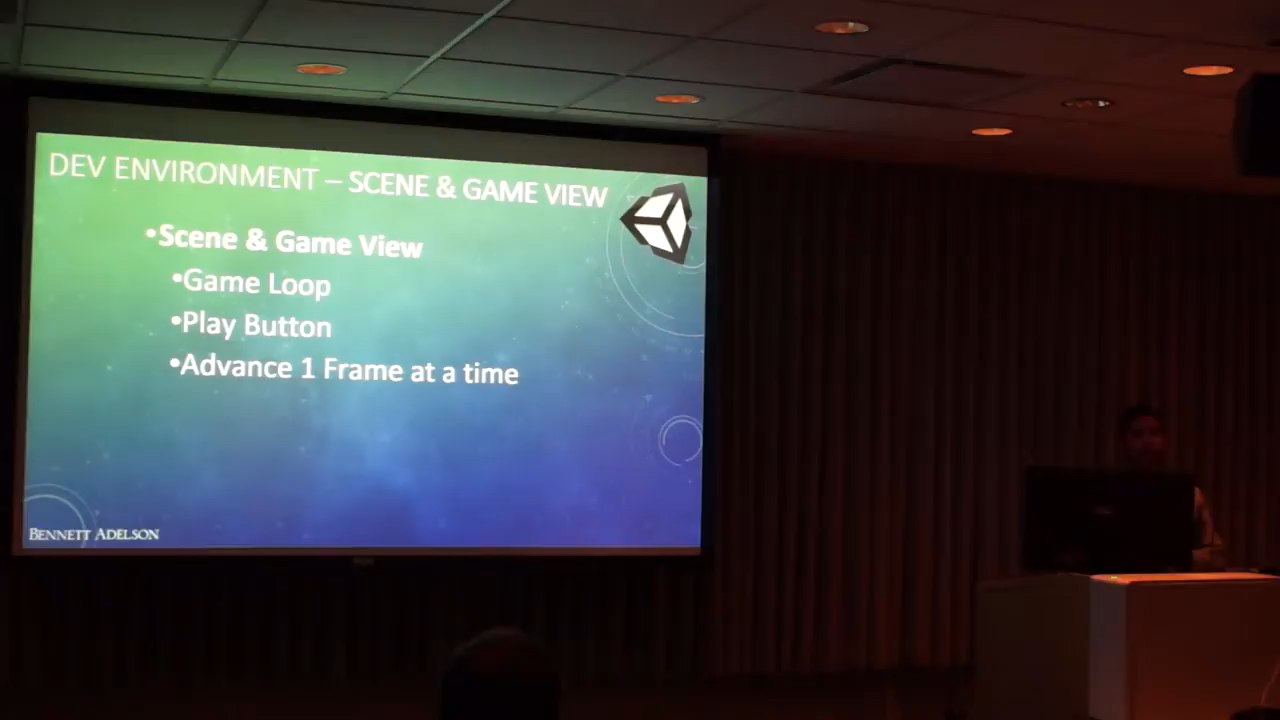 DEV ENVIRONMENT – SCENE & GAME VIEW
•Scene & Game View
•Game Loop
•Play Button
•Advance 1 Frame at a time
BENNETT ADELSON